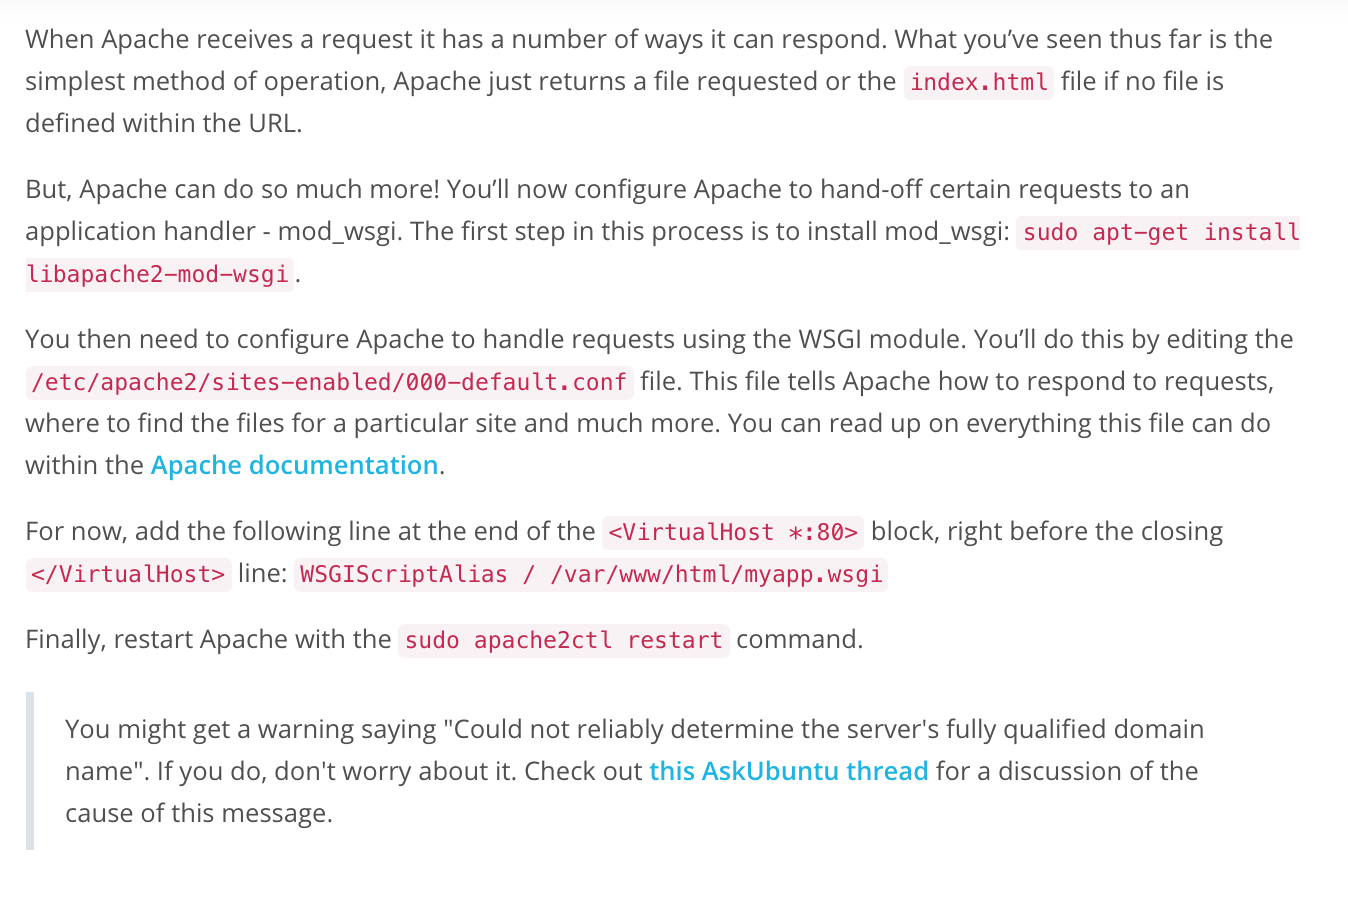 When Apache receives a request it has a number of ways it can respond. What you’ve seen thus far is the
simplest method of operation, Apache just returns a file requested or the index.html file if no file is
defined within the URL.
But, Apache can do so much more! You’ll now configure Apache to hand-off certain requests to an
application handler - mod_wsgi. The first step in this process is to install mod_wsgi: sudo apt-get install
libapache2-mod-wsgi.
You then need to configure Apache to handle requests using the WSGI module. You’ll do this by editing the
/etc/apache2/sites-enabled/000-default.conf file. This file tells Apache how to respond to requests,
where to find the files for a particular site and much more. You can read up on everything this file can do
within the Apache documentation.
For now, add the following line at the end of the <VirtualHost *:80> block, right before the closing
</VirtualHost> line: WSGIScriptAlias / /var/www/html/myapp.wsgi
Finally, restart Apache with the sudo apache2ctl restart command.
You might get a warning saying "Could not reliably determine the server's fully qualified domain
name". If you do, don't worry about it. Check out this AskUbuntu thread for a discussion of the
cause of this message.